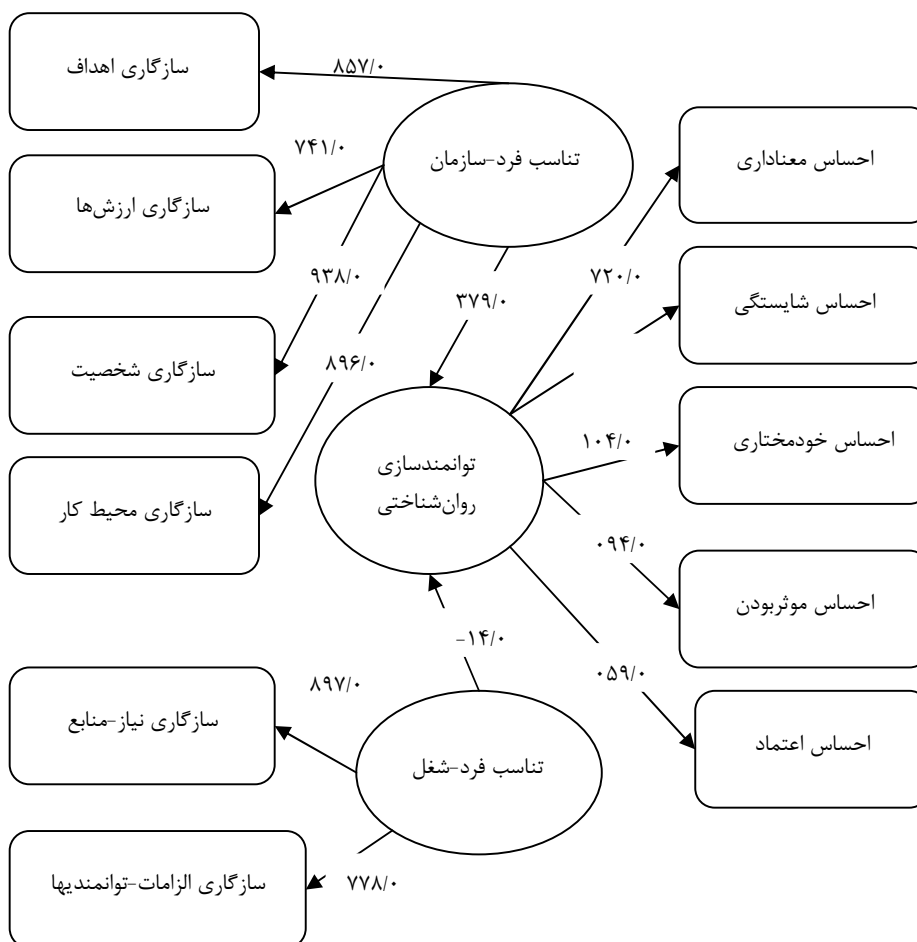 سازگاری اهداف
۸۵۷/۰
تناسب فرد-سازمان
احساس معناداری
۷۴۱/۰
سازگاری ارزش‌ها
۹۳۸/۰
۷۲۰/۰
احساس شایستگی
۳۷۹/۰
سازگاری شخصیت
۸۹۶/۰
احساس خودمختاری
۱۰۴/۰
توانمندسازی
روان‌شناختی
سازگاری محیط کار
۰۹۴/۰
احساس موثربودن
-۱۴/۰
۰۵۹/۰
۸۹۷/۰
سازگاری نیاز-منابع
احساس اعتماد
تناسب فرد-شغل
سازگاری الزامات-توانمندیها
۷۷۸/۰